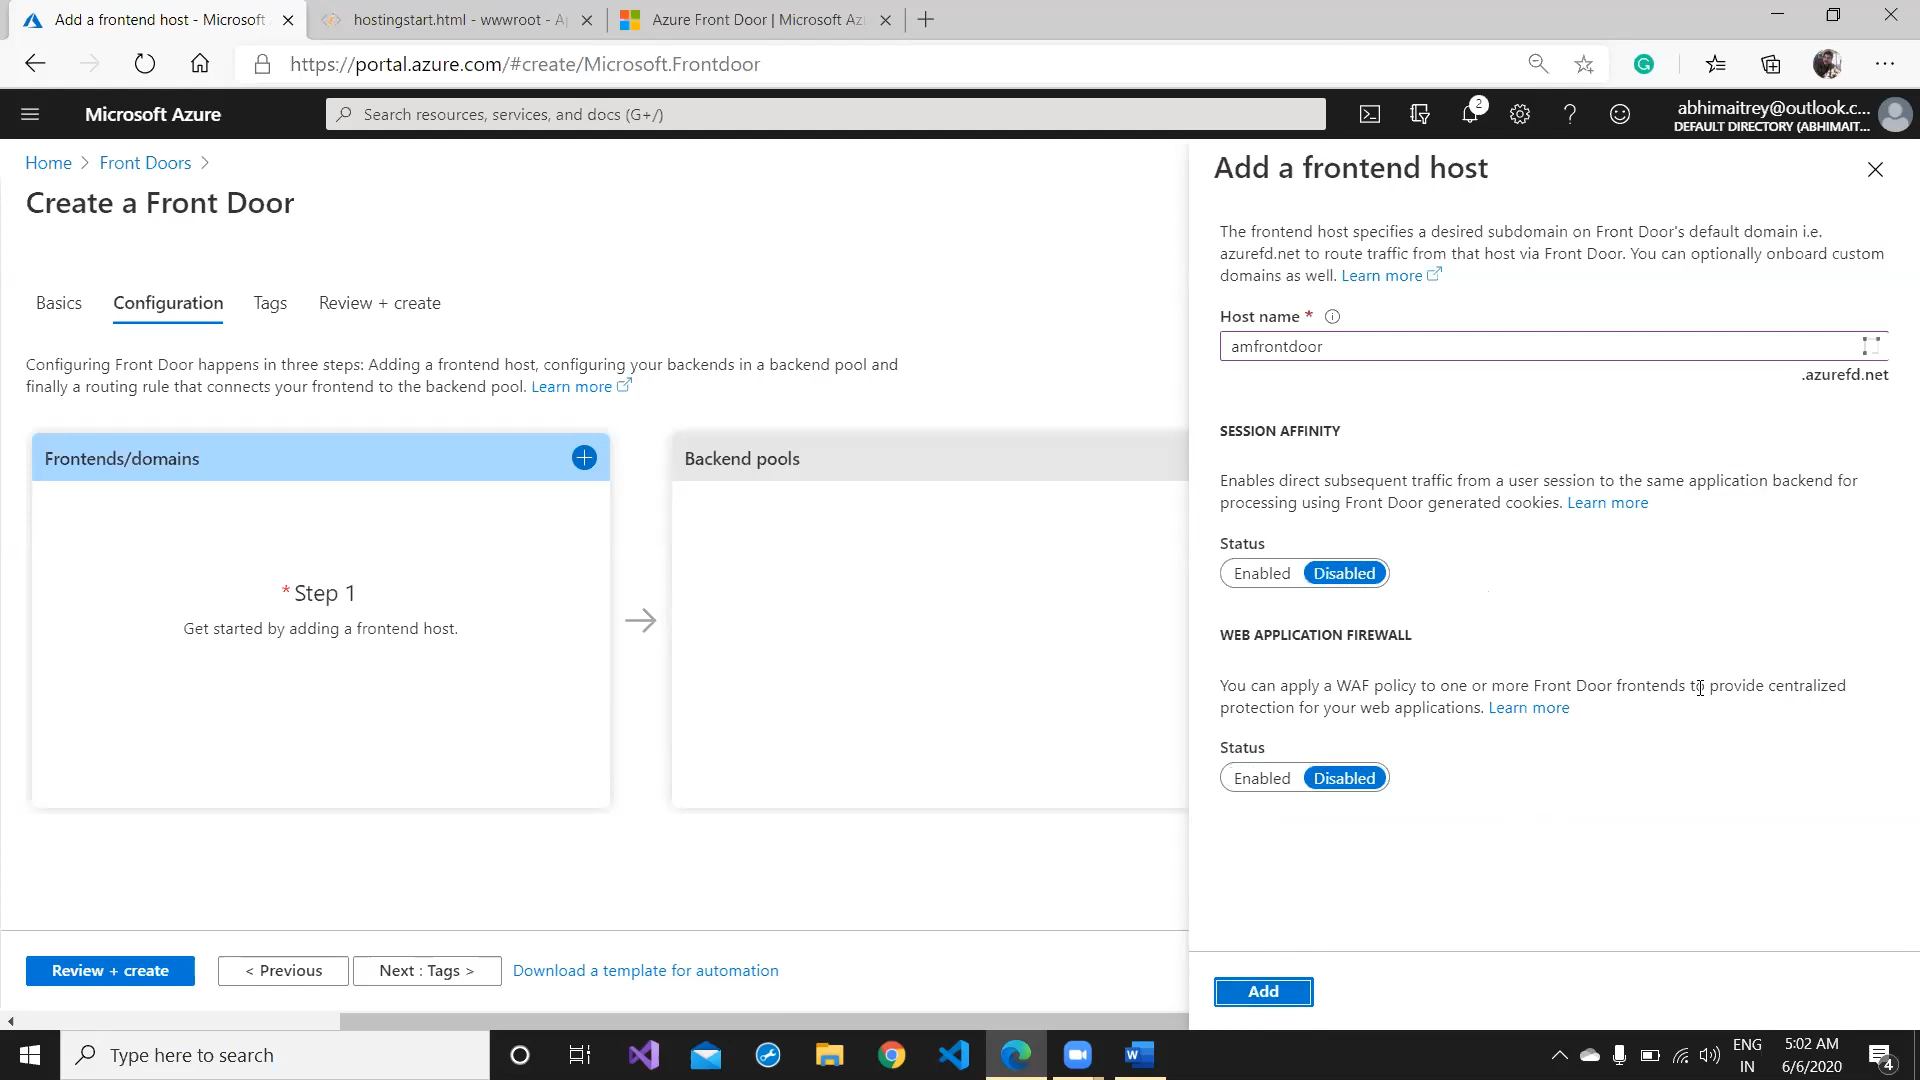 Add a frontend host - Microsoft
hostingstart.html - wwwroot - A
Azure Front Door | Microsoft Az
https://portal.azure.com/#create/Microsoft.Frontdoor
Microsoft Azure
Search resources, services, and docs (G+/)
2
abhimaitrey@outlook.c...
DEFAULT DIRECTORY (ABHIMAIT...
Home > Front Doors >
Create a Front Door
Basics
Configuration
Tags
Review + create
Configuring Front Door happens in three steps: Adding a frontend host, configuring your backends in a backend pool and
finally a routing rule that connects your frontend to the backend pool. Learn more
Frontends/domains
* Step 1
Get started by adding a frontend host.
Backend pools
Review + create
< Previous
Next : Tags >
Download a template for automation
Add a frontend host
The frontend host specifies a desired subdomain on Front Door's default domain i.e.
azurefd.net to route traffic from that host via Front Door. You can optionally onboard custom
domains as well. Learn more
Host name *
amfrontdoor
.azurefd.net
SESSION AFFINITY
Enables direct subsequent traffic from a user session to the same application backend for
processing using Front Door generated cookies. Learn more
Status
Enabled Disabled
WEB APPLICATION FIREWALL
You can apply a WAF policy to one or more Front Door frontends to provide centralized
protection for your web applications. Learn more
Status
Enabled Disabled
Add
Type here to search
ENG
IN
5:02 AM
6/6/2020
4